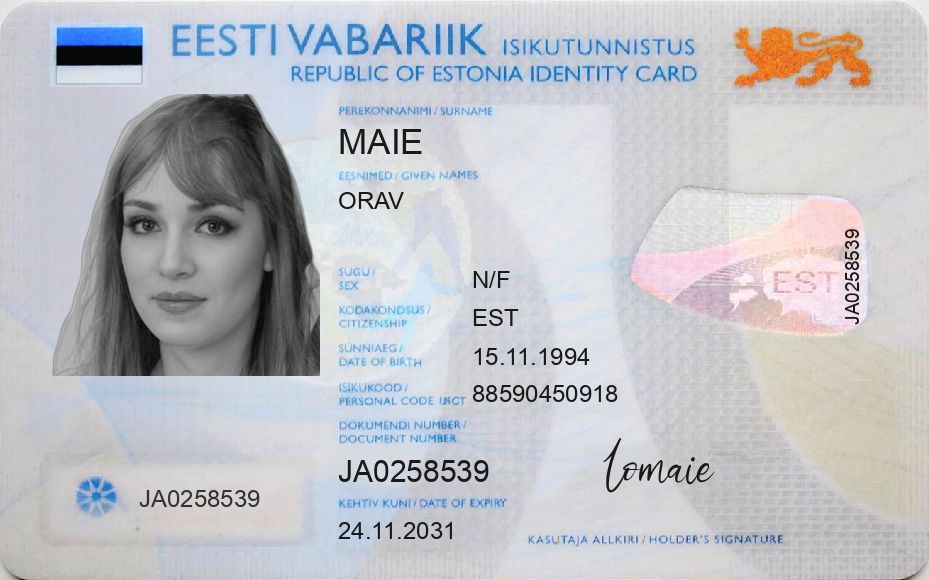 EESTI VABARIIK ISIKUTUNNISTUS
REPUBLIC OF ESTONIA IDENTITY CARD
PEREKONNANIMI / SURNAME
MAIE
EESNIMED / GIVEN NAMES
ORAV
SUGU /
SEX
N/F
KODAKONDSUS /
CITIZENSHIP
EST
SÜNNIAEG /
DATE OF BIRTH
15.11.1994
ISIKUKOOD /
PERSONAL CODE
88590450918
DOKUMENDI NUMBER /
DOCUMENT NUMBER
JA0258539
KEHTIV KUNI / DATE OF EXPIRY
24.11.2031
JA0258539
EST
JA0258539
lomaie
KASUTAJA ALLKIRI / HOLDER'S SIGNATURE